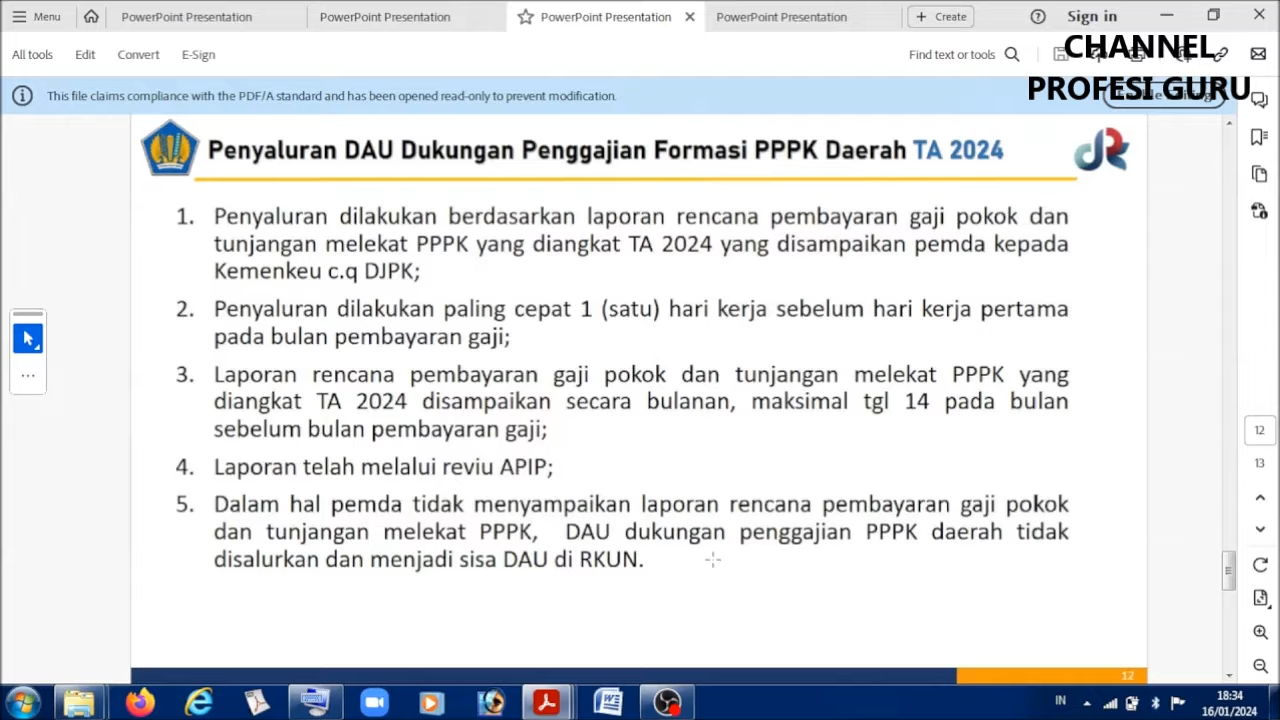 Menu
PowerPoint Presentation
PowerPoint Presentation
PowerPoint Presentation
PowerPoint Presentation
Create
Sign in
All tools
Edit
Convert
E-Sign
Find text or tools
CHANNEL
PROFESI GURU
This file claims compliance with the PDF/A standard and has been opened read-only to prevent modification.
Penyaluran DAU Dukungan Penggajian Formasi PPPK Daerah TA 2024
1. Penyaluran dilakukan berdasarkan laporan rencana pembayaran gaji pokok dan
tunjangan melekat PPPK yang diangkat TA 2024 yang disampaikan pemda kepada
Kemenkeu c.q DJPK;
2. Penyaluran dilakukan paling cepat 1 (satu) hari kerja sebelum hari kerja pertama
pada bulan pembayaran gaji;
3. Laporan rencana pembayaran gaji pokok dan tunjangan melekat PPPK yang
diangkat TA 2024 disampaikan secara bulanan, maksimal tgl 14 pada bulan
sebelum bulan pembayaran gaji;
4. Laporan telah melalui reviu APIP;
5. Dalam hal pemda tidak menyampaikan laporan rencana pembayaran gaji pokok
dan tunjangan melekat PPPK, DAU dukungan penggajian PPPK daerah tidak
disalurkan dan menjadi sisa DAU di RKUN.
12
13
12
IN
18:34
16/01/2024